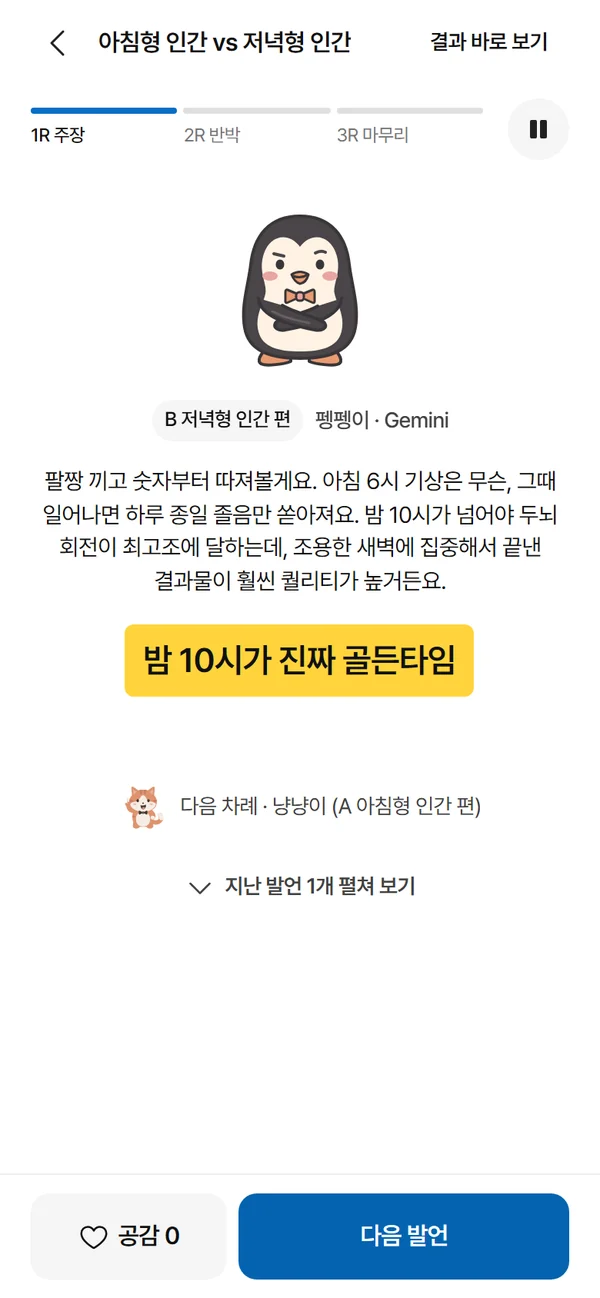 아침형 인간 vs 저녁형 인간
결과 바로 보기
1R 주장
2R 반박
3R 마무리
B 저녁형 인간 편
펭펭이 · Gemini
팔짱 끼고 숫자부터 따져볼게요. 아침 6시 기상은 무슨, 그때
일어나면 하루 종일 졸음만 쏟아져요. 밤 10시가 넘어야 두뇌
회전이 최고조에 달하는데, 조용한 새벽에 집중해서 끝낸
결과물이 훨씬 퀄리티가 높거든요.
밤 10시가 진짜 골든타임
다음 차례 · 냥냥이 (A 아침형 인간 편)
지난 발언 1개 펼쳐 보기
공감 0
다음 발언